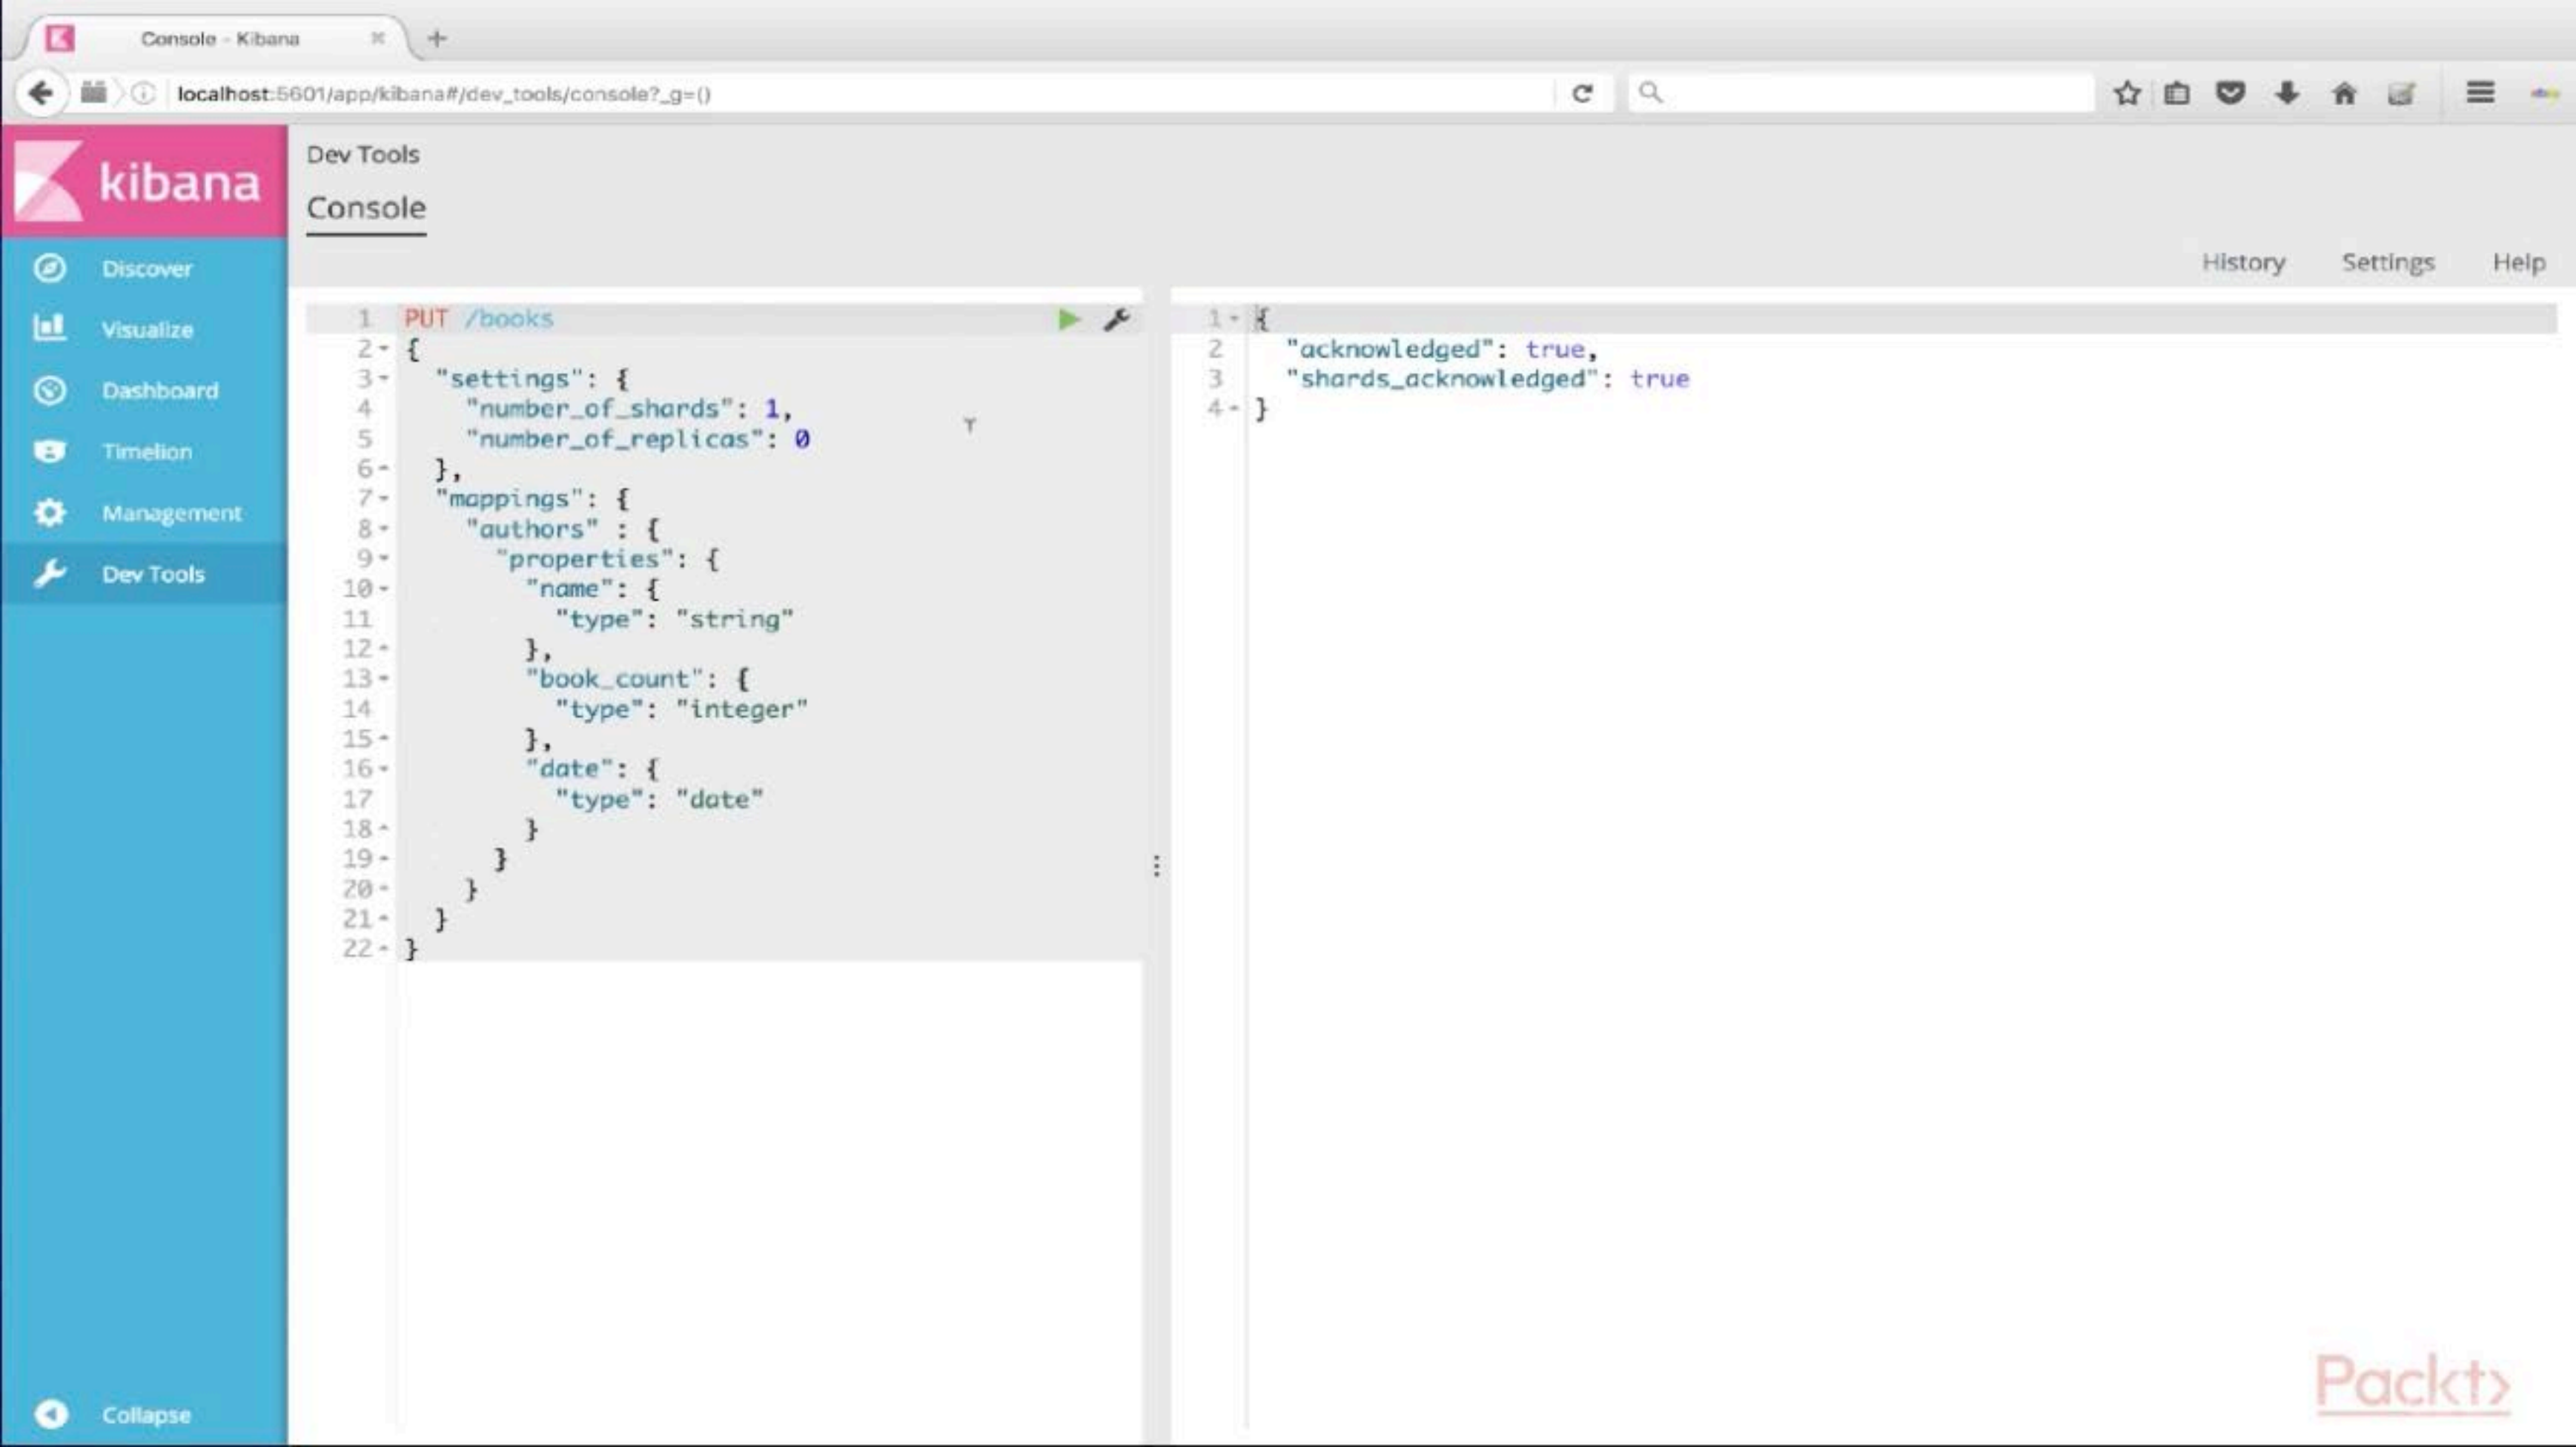 Console - Kibana
localhost:5601/app/kibana#/dev_tools/console?_g=()
kibana
Discover
Visualize
Dashboard
Timelion
Management
Dev Tools
Collapse
Dev Tools
Console
History Settings Help
1 PUT /books
2 {
3 "settings": {
4 "number_of_shards": 1,
5 "number_of_replicas": 0
6 },
7 "mappings": {
8 "authors" : {
9 "properties": {
10 "name": {
11 "type": "string"
12 },
13 "book_count": {
14 "type": "integer"
15 },
16 "date": {
17 "type": "date"
18 }
19 }
20 }
21 }
22 }
1 {
2 "acknowledged": true,
3 "shards_acknowledged": true
4 }
Packt>